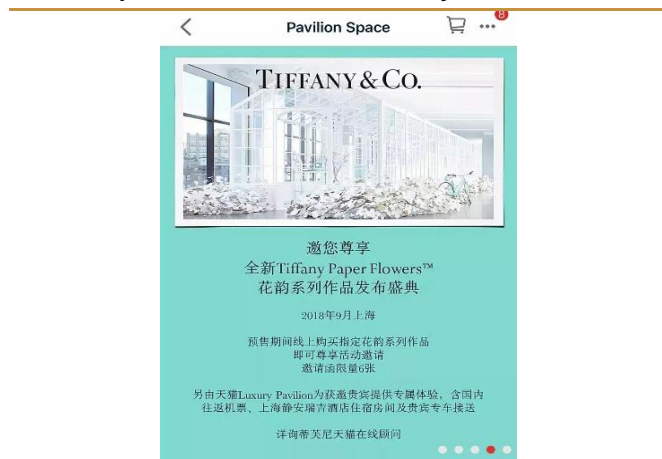 Pavilion Space
8
TIFFANY & CO.
邀您尊享
全新Tiffany Paper Flowers™
花韵系列作品发布盛典
2018年9月上海
预售期间线上购买指定花韵系列作品
即可尊享活动邀请
邀请函限量6张
另由天猫Luxury Pavilion为获邀贵宾提供专属体验，含国内
往返机票、上海静安瑞吉酒店住宿房间及贵宾专车接送
详询蒂芙尼天猫在线顾问